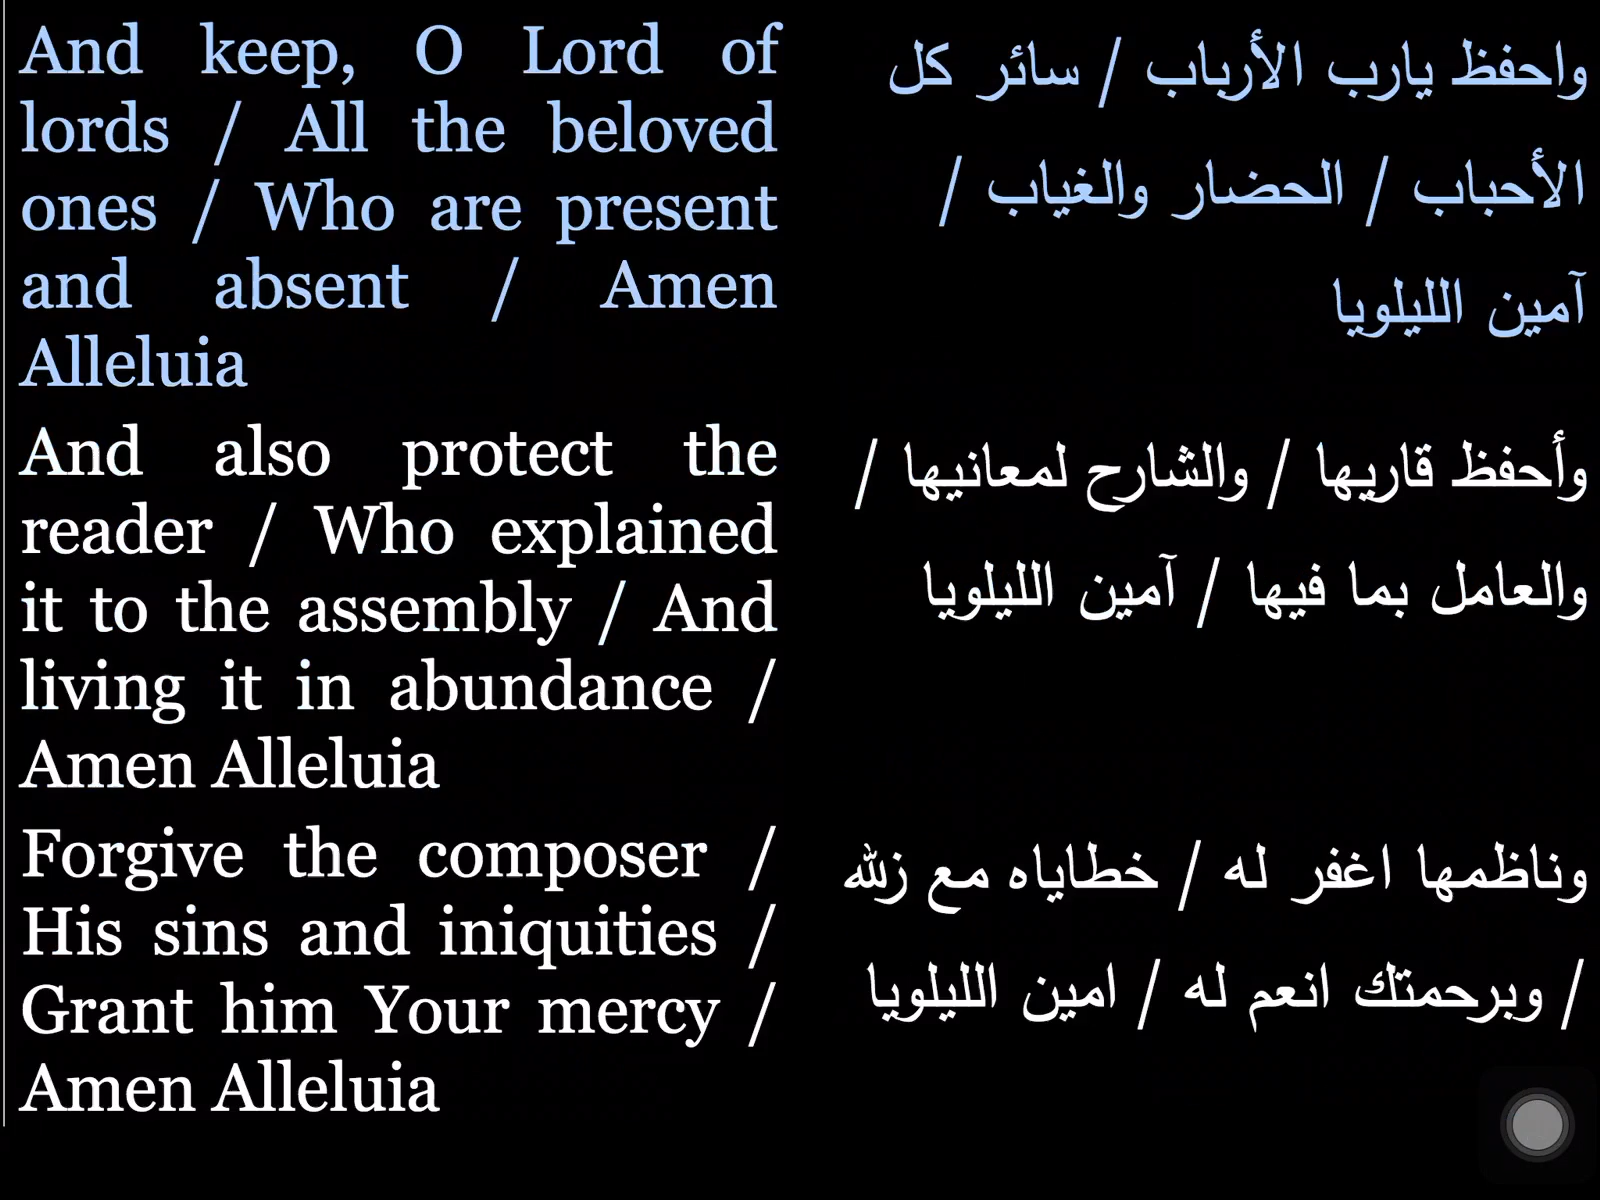 And keep, O Lord of
lords / All the beloved
ones / Who are present
and absent / Amen
Alleluia
واحفظ يارب الأرباب / سائر كل
الأحباب / الحضار والغياب /
آمين الليلويا
And also protect the
reader / Who explained
it to the assembly / And
living it in abundance /
Amen Alleluia
وأحفظ قاريها / والشارح لمعانيها /
والعامل بما فيها / آمين الليلويا
Forgive the composer /
His sins and iniquities /
Grant him Your mercy /
Amen Alleluia
وناظمها اغفر له / خطاياه مع زلله
/ وبرحمتك انعم له / امين الليلويا